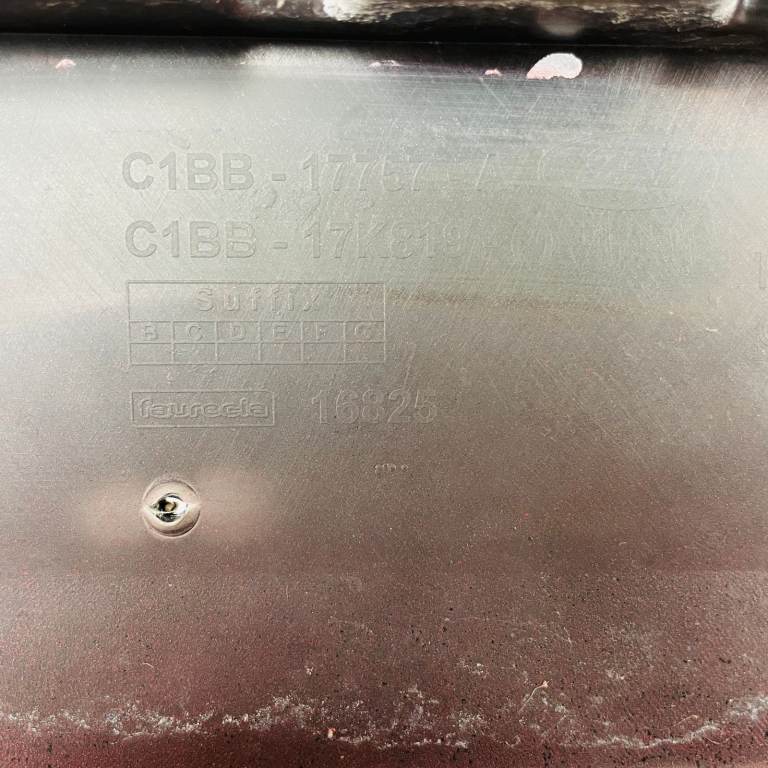 C1BB - 17757 - A
C1BB - 17K819 -
Suffix
B C D E F G
faurecia 16825